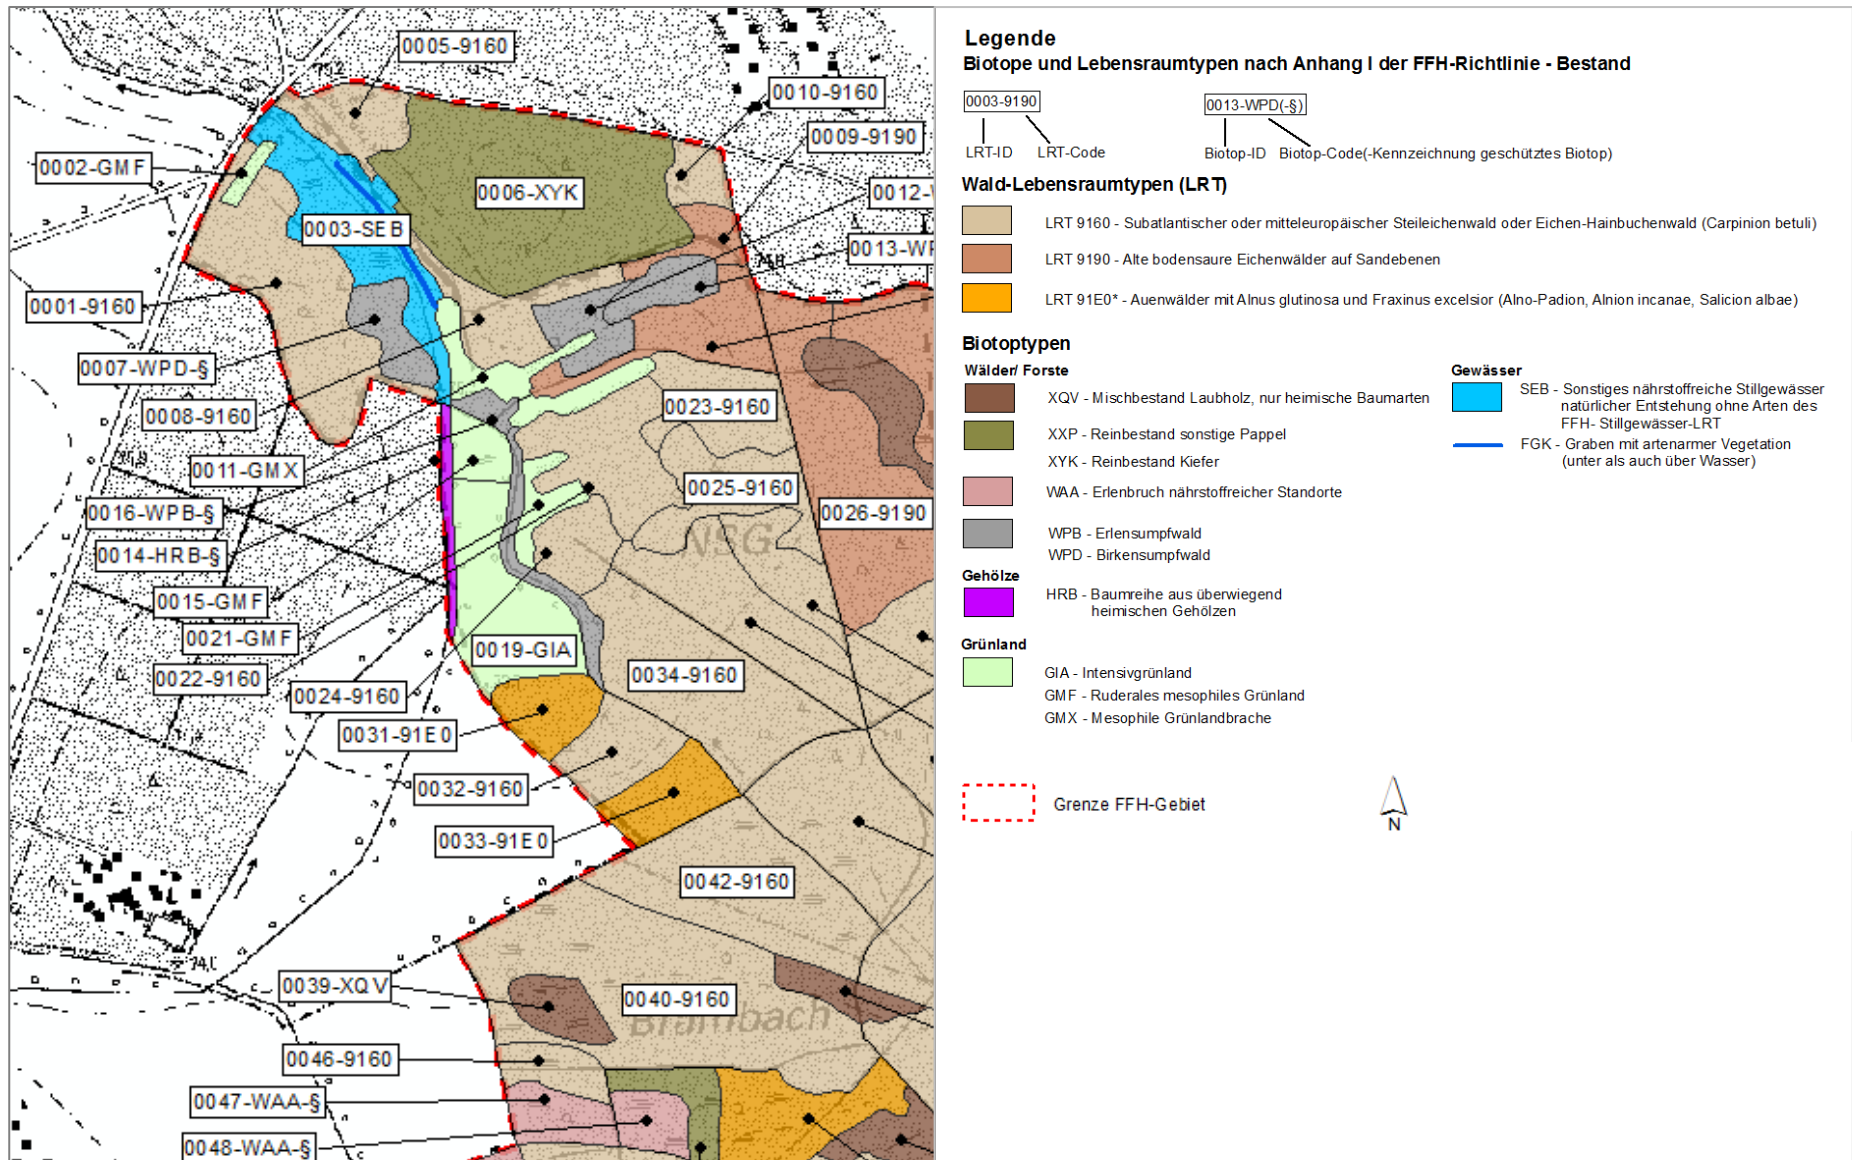 0005-9160
0010-9160
0009-9190
0002-GMF
0006-XYK
0012-
0003-SEB
0013-WP
0001-9160
0007-WPD-§
0008-9160
0023-9160
0011-GMX
0025-9160
0016-WPB-§
0026-9190
NSG
0014-HRB-§
0015-GMF
0021-GMF
0019-GIA
0022-9160
0034-9160
0024-9160
0031-91E0
0032-9160
0033-91E0
0042-9160
74,0
0039-XQV
0040-9160
Brambach
0046-9160
0047-WAA-§
0048-WAA-§
Legende
Biotope und Lebensraumtypen nach Anhang I der FFH-Richtlinie - Bestand
0003-9190
0013-WPD(-§)
LRT-ID LRT-Code
Biotop-ID Biotop-Code(-Kennzeichnung geschütztes Biotop)
Wald-Lebensraumtypen (LRT)
LRT 9160 - Subatlantischer oder mitteleuropäischer Steileichenwald oder Eichen-Hainbuchenwald (Carpinion betuli)
LRT 9190 - Alte bodensaure Eichenwälder auf Sandebenen
LRT 91E0* - Auenwälder mit Alnus glutinosa und Fraxinus excelsior (Alno-Padion, Alnion incanae, Salicion albae)
Biotoptypen
Wälder/ Forste
XQV - Mischbestand Laubholz, nur heimische Baumarten
XXP - Reinbestand sonstige Pappel
XYK - Reinbestand Kiefer
WAA - Erlenbruch nährstoffreicher Standorte
WPB - Erlensumpfwald
WPD - Birkensumpfwald
Gehölze
HRB - Baumreihe aus überwiegend
heimischen Gehölzen
Grünland
GIA - Intensivgrünland
GMF - Ruderales mesophiles Grünland
GMX - Mesophile Grünlandbrache
Gewässer
SEB - Sonstiges nährstoffreiche Stillgewässer
natürlicher Entstehung ohne Arten des
FFH- Stillgewässer-LRT
FGK - Graben mit artenarmer Vegetation
(unter als auch über Wasser)
Grenze FFH-Gebiet
N